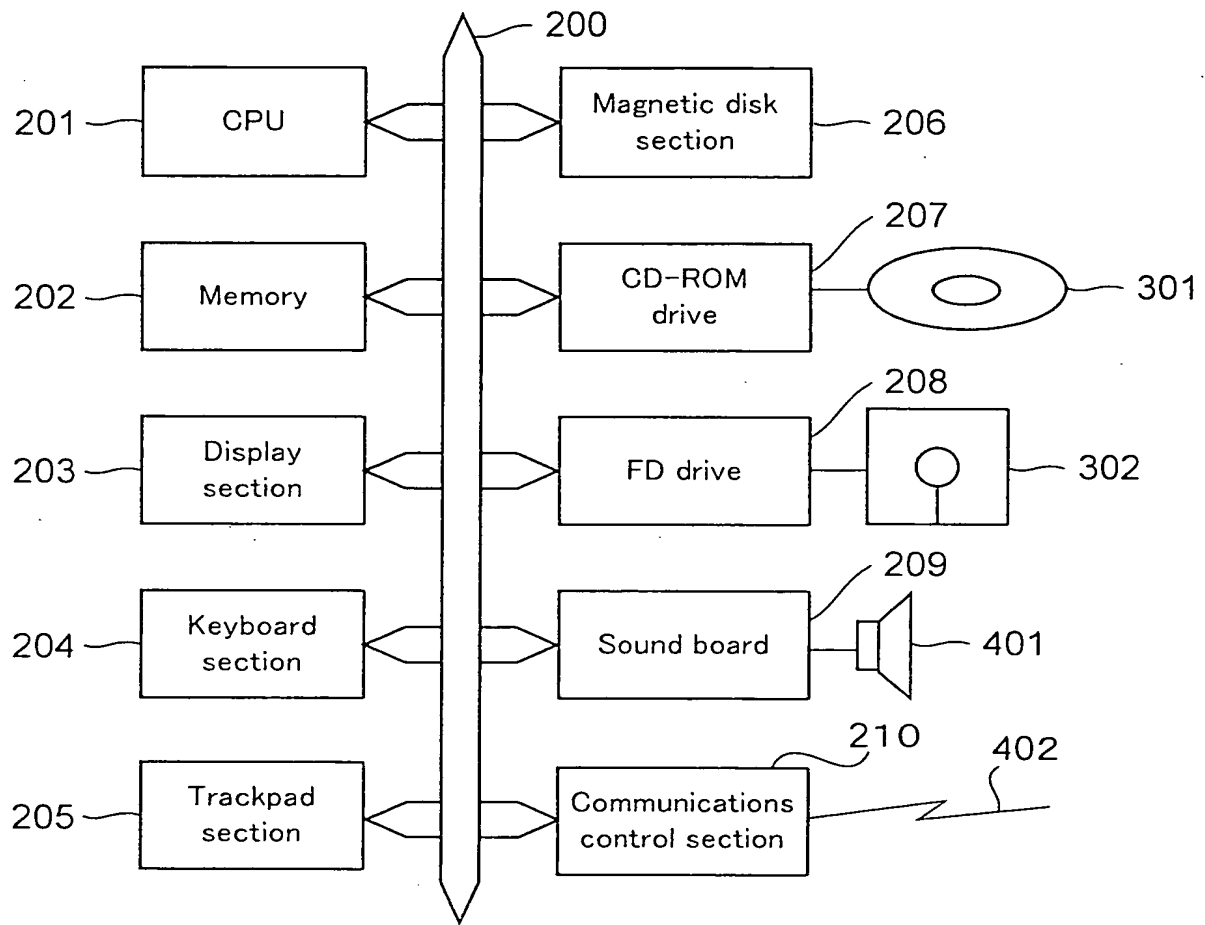 200
201
CPU
Magnetic disk
section
206
202
Memory
207
CD-ROM
drive
301
203
Display
section
208
FD drive
302
204
Keyboard
section
209
Sound board
401
205
Trackpad
section
210
Communications
control section
402